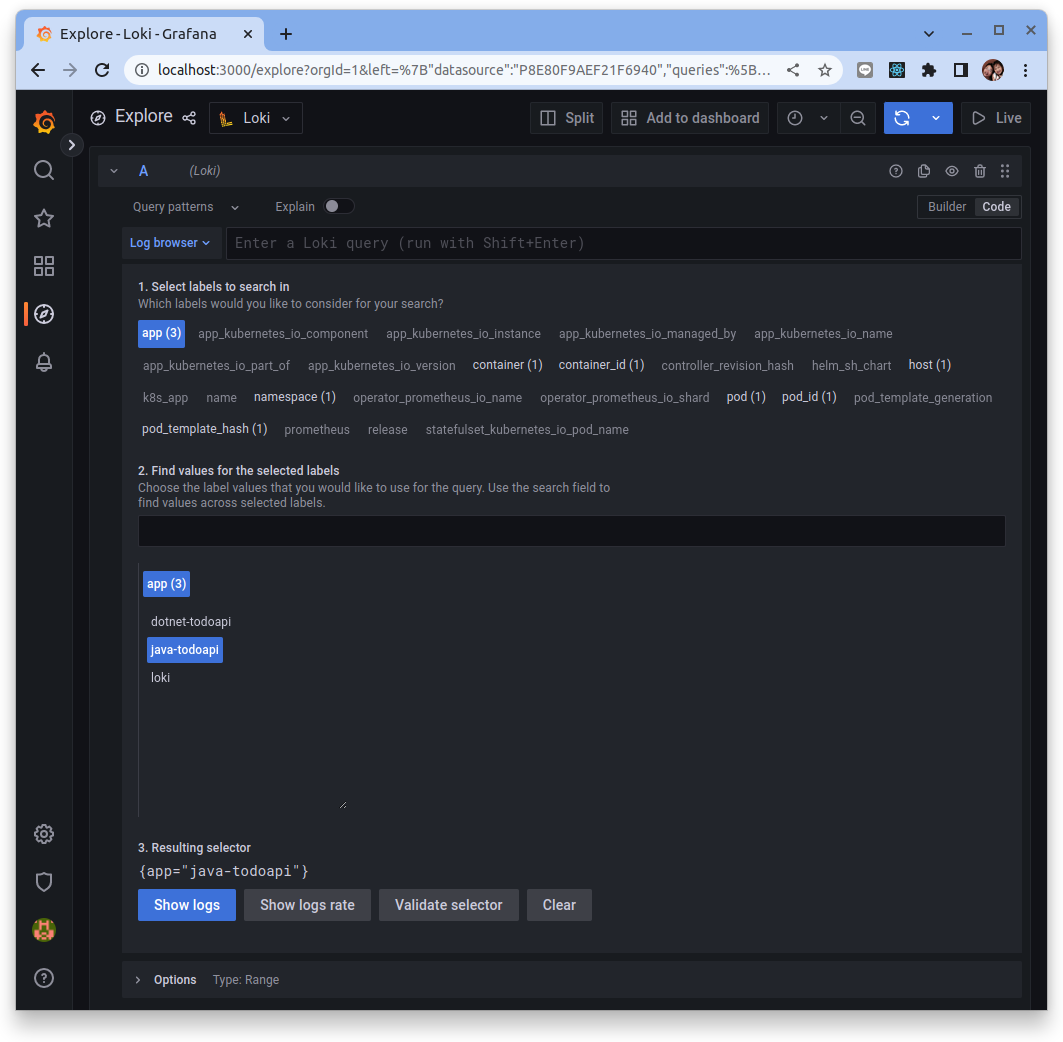 Explore - Loki - Grafana
localhost:3000/explore?orgId=1&left=%7B"datasource":"P8E80F9AEF21F6940","queries":%5B...
Explore Loki Split Add to dashboard Live
A (Loki)
Query patterns Explain Builder Code
Log browser Enter a Loki query (run with Shift+Enter)
1. Select labels to search in
Which labels would you like to consider for your search?
app (3) app_kubernetes_io_component app_kubernetes_io_instance app_kubernetes_io_managed_by app_kubernetes_io_name
app_kubernetes_io_part_of app_kubernetes_io_version container (1) container_id (1) controller_revision_hash helm_sh_chart host (1)
k8s_app name namespace (1) operator_prometheus_io_name operator_prometheus_io_shard pod (1) pod_id (1) pod_template_generation
pod_template_hash (1) prometheus release statefulset_kubernetes_io_pod_name
2. Find values for the selected labels
Choose the label values that you would like to use for the query. Use the search field to
find values across selected labels.
app (3)
dotnet-todoapi
java-todoapi
loki
3. Resulting selector
{app="java-todoapi"}
Show logs Show logs rate Validate selector Clear
Options Type: Range